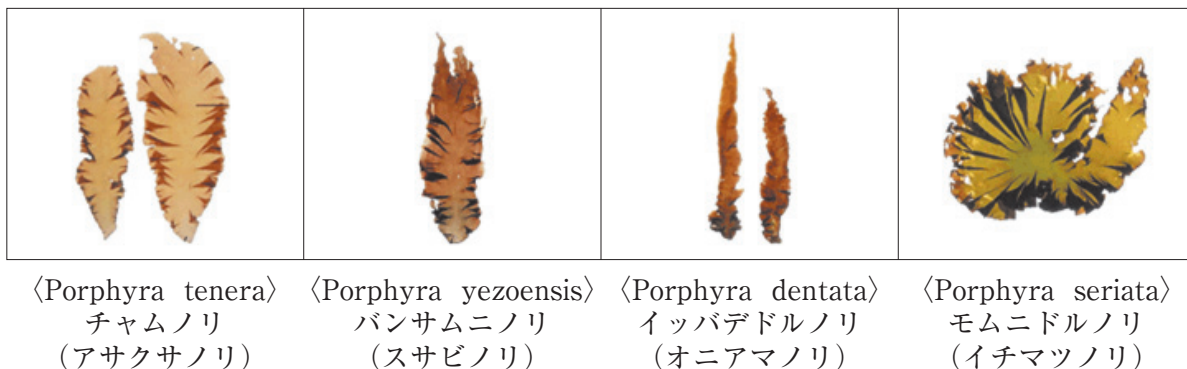 〈Porphyra tenera〉 〈Porphyra yezoensis〉 〈Porphyra dentata〉 〈Porphyra seriata〉
チャムノリ バンサムニノリ イッバデドルノリ モムニドルノリ
(アサクサノリ) (スサビノリ) (オニアマノリ) (イチマツノリ)